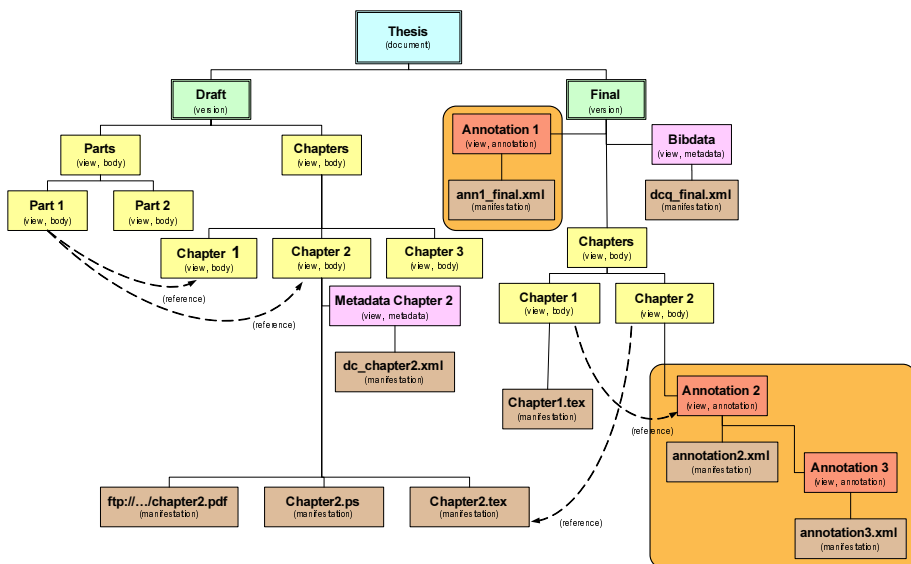 Thesis
(document)
Draft
(version)
Final
(version)
Parts
(view, body)
Chapters
(view, body)
Annotation 1
(view, annotation)
Bibdata
(view, metadata)
ann1_final.xml
(manifestation)
dcq_final.xml
(manifestation)
Part 1
(view, body)
Part 2
(view, body)
Chapter 1
(view, body)
Chapter 2
(view, body)
Chapter 3
(view, body)
Chapters
(view, body)
(reference)
(reference)
Metadata Chapter 2
(view, metadata)
Chapter 1
(view, body)
Chapter 2
(view, body)
dc_chapter2.xml
(manifestation)
Chapter1.tex
(manifestation)
Annotation 2
(view, annotation)
(reference)
annotation2.xml
(manifestation)
Annotation 3
(view, annotation)
ftp://.../chapter2.pdf
(manifestation)
Chapter2.ps
(manifestation)
Chapter2.tex
(manifestation)
(reference)
annotation3.xml
(manifestation)